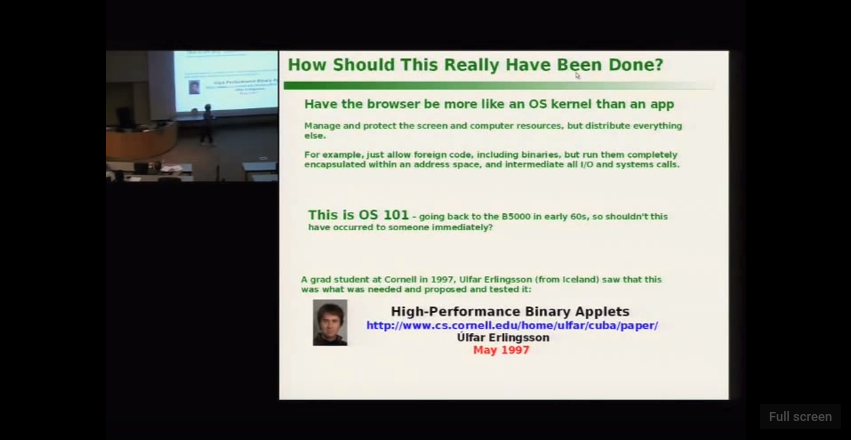 How Should This Really Have Been Done?
Have the browser be more like an OS kernel than an app
Manage and protect the screen and computer resources, but distribute everything
else.
For example, just allow foreign code, including binaries, but run them completely
encapsulated within an address space, and intermediate all I/O and systems calls.
This is OS 101 – going back to the B5000 in early 60s, so shouldn't this
have occurred to someone immediately?
A grad student at Cornell in 1997, Ulfar Erlingsson (from Iceland) saw that this
was what was needed and proposed and tested it:
High-Performance Binary Applets
http://www.cs.cornell.edu/home/ulfar/cuba/paper/
Úlfar Erlingsson
May 1997
Full screen